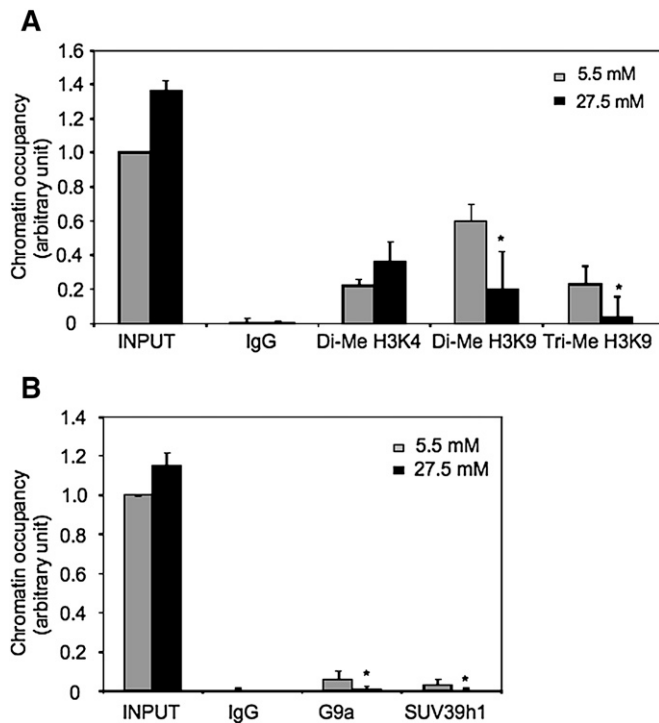 A
Chromatin occupancy
(arbitrary unit)
1.6
1.4
1.2
1.0
0.8
0.6
0.4
0.2
0
5.5 mM
27.5 mM
*
*
INPUT IgG Di-Me H3K4 Di-Me H3K9 Tri-Me H3K9
B
Chromatin occupancy
(arbitrary unit)
1.4
1.2
1.0
0.8
0.6
0.4
0.2
0
5.5 mM
27.5 mM
*
*
INPUT IgG G9a SUV39h1